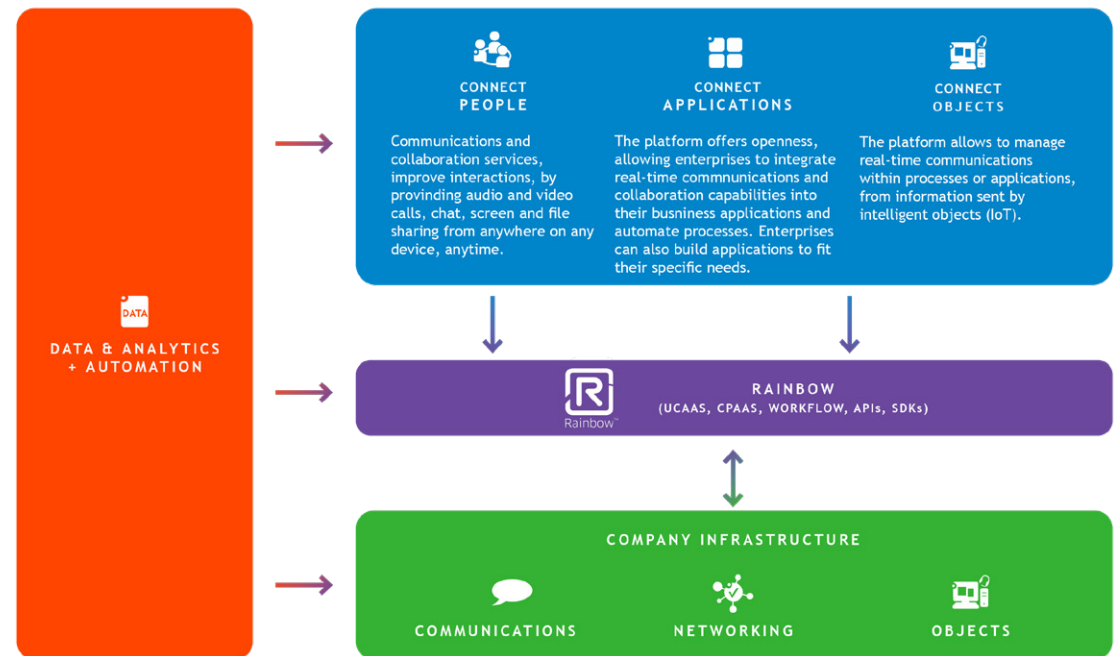 DATA
DATA & ANALYTICS
+ AUTOMATION
CONNECT
PEOPLE
Communications and
collaboration services,
improve interactions, by
provinding audio and video
calls, chat, screen and file
sharing from anywhere on any
device, anytime.
CONNECT
APPLICATIONS
The platform offers openness,
allowing enterprises to integrate
real-time commnunications and
collaboration capabilities into
their busniness applications and
automate processes. Enterprises
can also build applications to fit
their specific needs.
CONNECT
OBJECTS
The platform allows to manage
real-time communications
within processes or applications,
from information sent by
intelligent objects (IoT).
R
Rainbow™
RAINBOW
(UCAAS, CPAAS, WORKFLOW, APIs, SDKs)
COMPANY INFRASTRUCTURE
COMMUNICATIONS
NETWORKING
OBJECTS